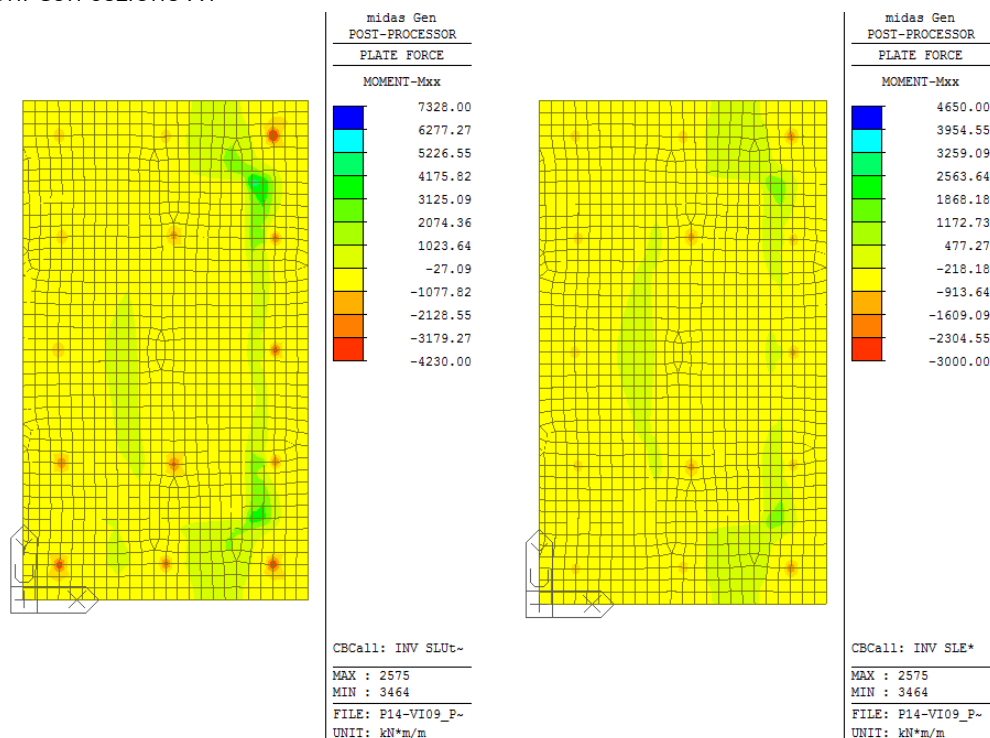 midas Gen
POST-PROCESSOR
PLATE FORCE
MOMENT-Mxx
7328.00
6277.27
5226.55
4175.82
3125.09
2074.36
1023.64
-27.09
-1077.82
-2128.55
-3179.27
-4230.00
CBCall: INV SLUt~
MAX : 2575
MIN : 3464
FILE: P14-VI09_P~
UNIT: kN*m/m
Y
X
midas Gen
POST-PROCESSOR
PLATE FORCE
MOMENT-Mxx
4650.00
3954.55
3259.09
2563.64
1868.18
1172.73
477.27
-218.18
-913.64
-1609.09
-2304.55
-3000.00
CBCall: INV SLE*
MAX : 2575
MIN : 3464
FILE: P14-VI09_P~
UNIT: kN*m/m
Y
X